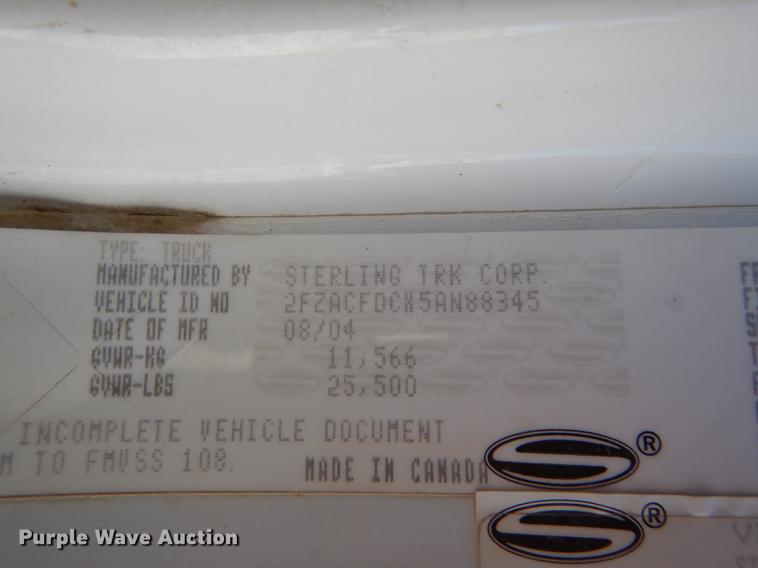 TYPE: TRUCK
MANUFACTURED BY STERLING TRK CORP.
VEHICLE ID NO 2FZACFDCX5AN88345
DATE OF MFR 08/04
GVWR-KG 11,566
GVWR-LBS 25,500
INCOMPLETE VEHICLE DOCUMENT
M TO FMVSS 108.
MADE IN CANADA
®
®
Purple Wave Auction